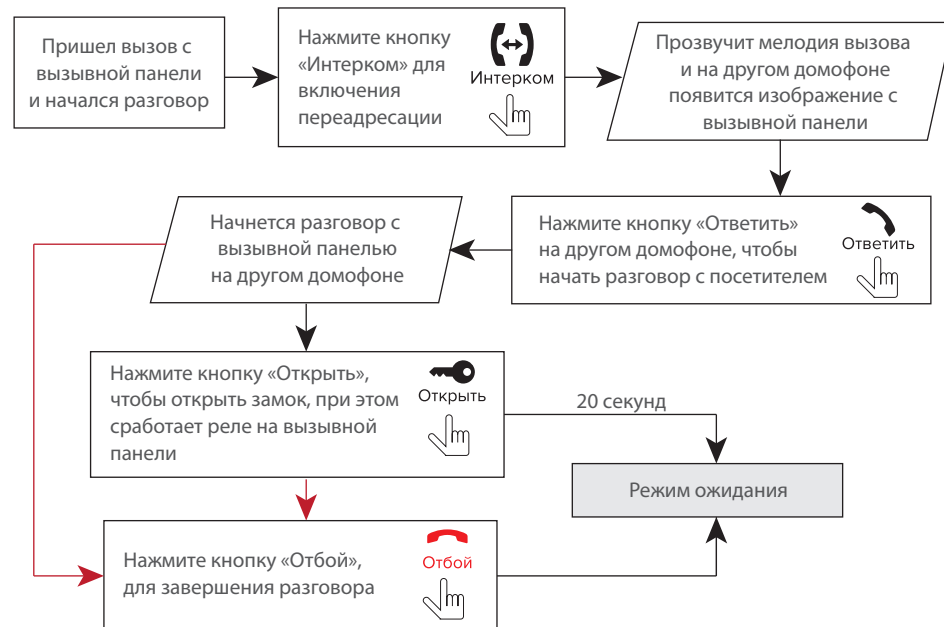 Пришел вызов с
вызывной панели
и начался разговор
Нажмите кнопку
«Интерком» для
включения
переадресации
Интерком
Прозвучит мелодия вызова
и на другом домофоне
появится изображение с
вызывной панели
Нажмите кнопку «Ответить»
на другом домофоне, чтобы
начать разговор с посетителем
Ответить
Начнется разговор с
вызывной панелью
на другом домофоне
Нажмите кнопку «Открыть»,
чтобы открыть замок, при этом
сработает реле на вызывной
панели
Открыть
20 секунд
Режим ожидания
Нажмите кнопку «Отбой»,
для завершения разговора
Отбой